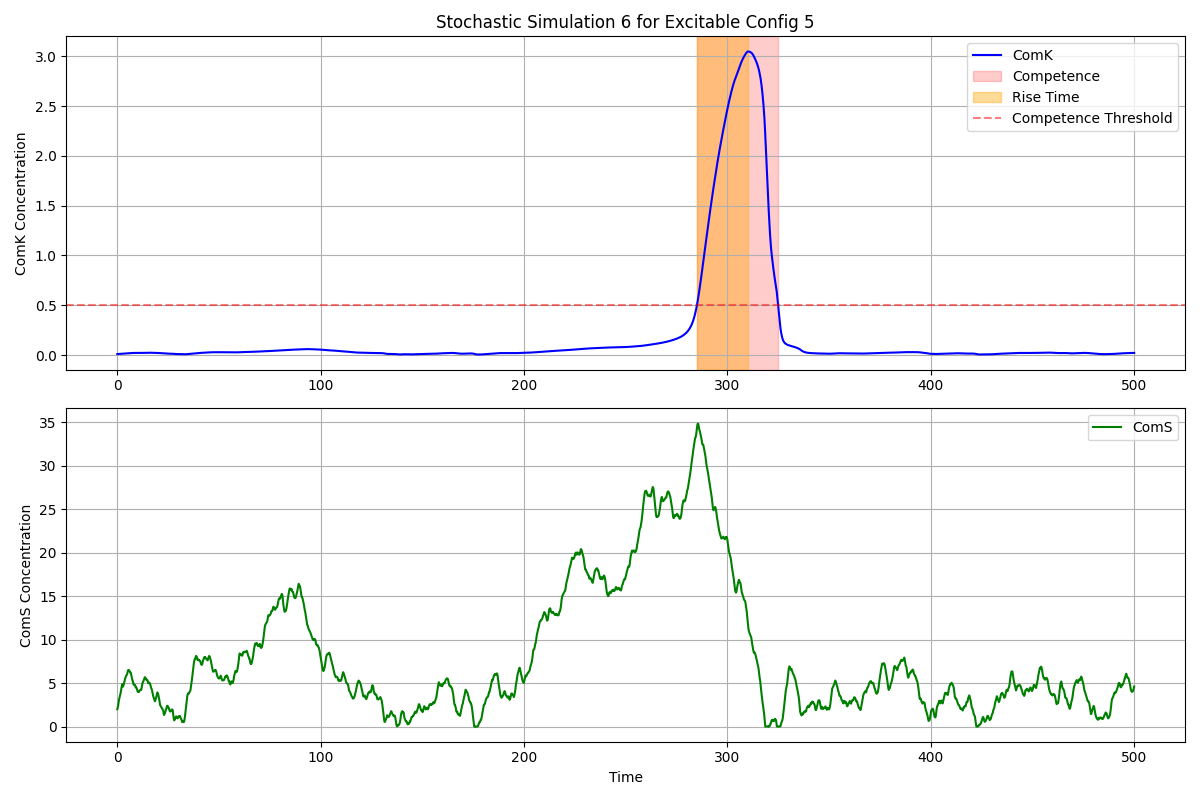 Stochastic Simulation 6 for Excitable Config 5
ComK Concentration
3.0
2.5
2.0
1.5
1.0
0.5
0.0
ComK
Competence
Rise Time
Competence Threshold
0 100 200 300 400 500
ComS Concentration
35
30
25
20
15
10
5
0
ComS
0 100 200 300 400 500
Time